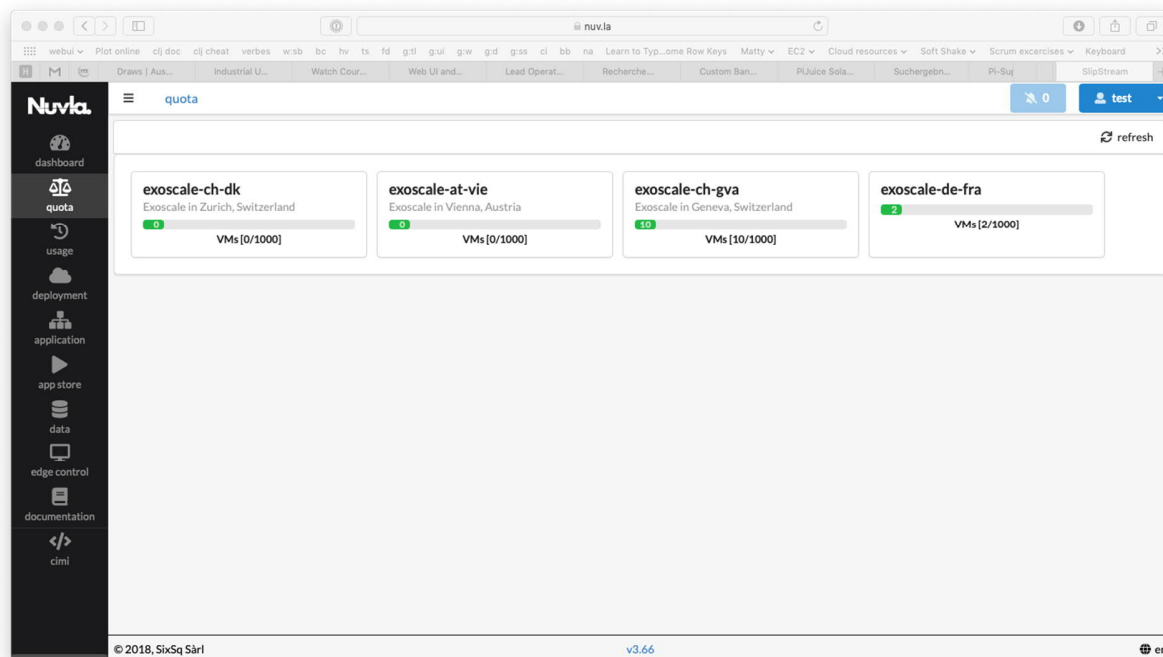 nuv.la
webui Plot online clj doc clj cheat verbes w:sb bc hv ts fd g:tl g:ui g:w g:d g:ss ci bb na Learn to Typ...ome Row Keys Matty EC2 Cloud resources Soft Shake Scrum excercises Keyboard
H M Draws | Aus... Industrial U... Watch Cour... Web UI and... Lead Operat... Recherche... Custom Ban... PiJuice Sola... Suchergebn... Pi-Su SlipStream
Nuvla.
quota
0
test
refresh
dashboard
quota
usage
deployment
application
app store
data
edge control
documentation
cimi
exoscale-ch-dk
Exoscale in Zurich, Switzerland
0
VMs [0/1000]
exoscale-at-vie
Exoscale in Vienna, Austria
0
VMs [0/1000]
exoscale-ch-gva
Exoscale in Geneva, Switzerland
10
VMs [10/1000]
exoscale-de-fra
2
VMs [2/1000]
© 2018, SixSq Sàrl
v3.66
en